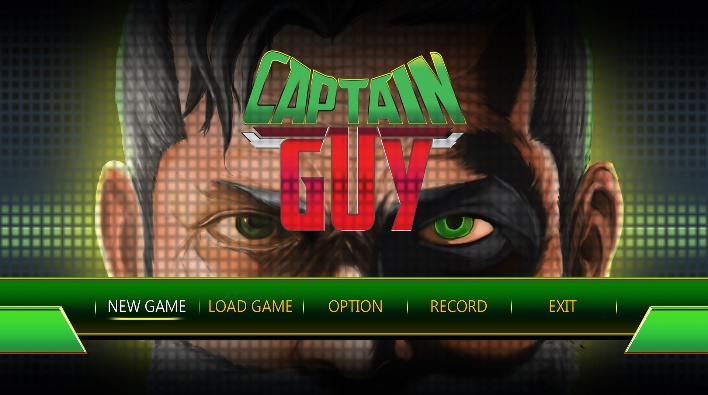 CAPTAIN
GUY
NEW GAME LOAD GAME OPTION RECORD EXIT